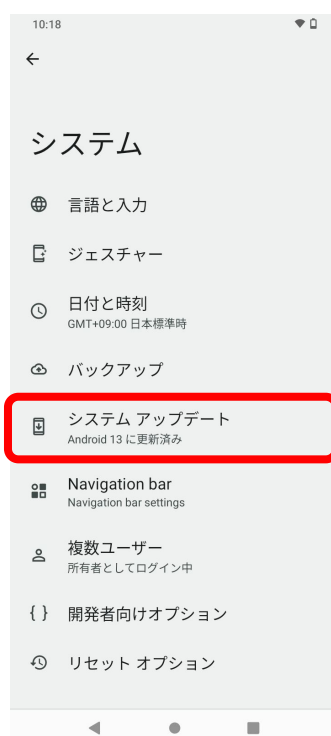 10:18
システム
言語と入力
ジェスチャー
日付と時刻
GMT+09:00 日本標準時
バックアップ
システム アップデート
Android 13 に更新済み
Navigation bar
Navigation bar settings
複数ユーザー
所有者としてログイン中
開発者向けオプション
リセット オプション